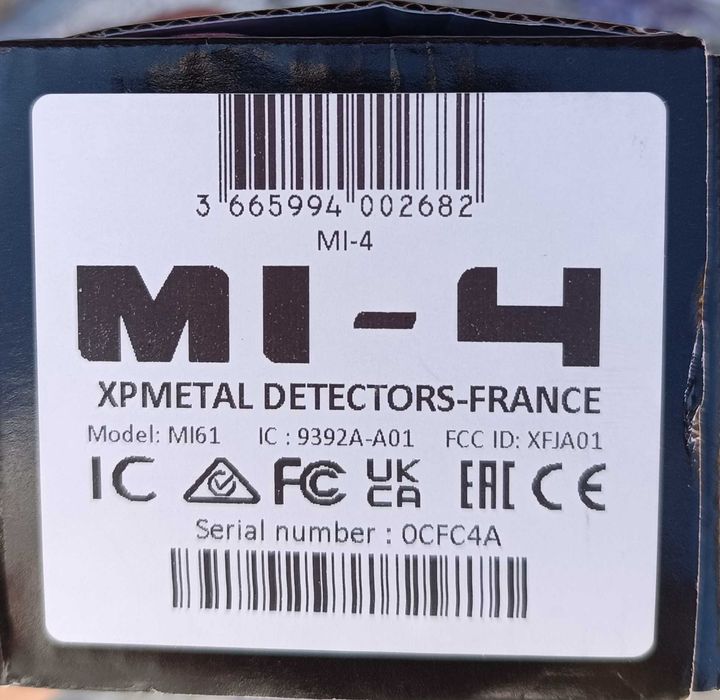 3 665994 002682
MI-4
MI-4
XPMETAL DETECTORS-FRANCE
Model: MI61 IC : 9392A-A01 FCC ID: XFJA01
IC FC UK CA EAC CE
Serial number : 0CFC4A